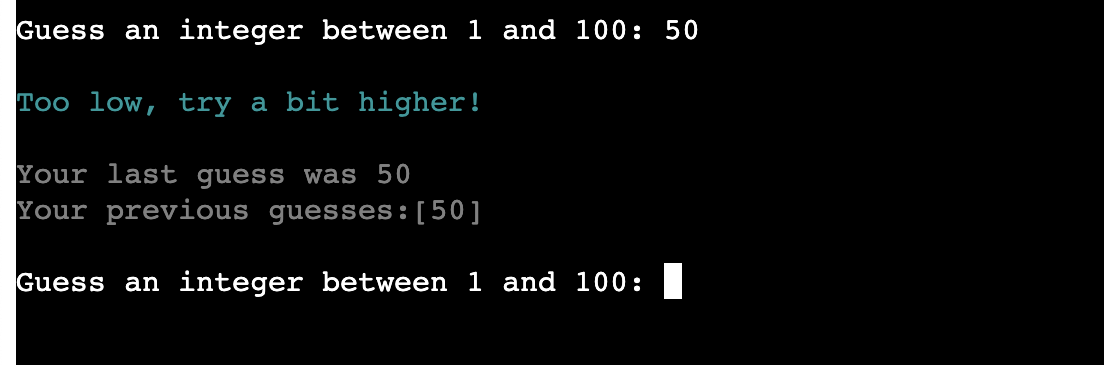 Guess an integer between 1 and 100: 50
Too low, try a bit higher!
Your last guess was 50
Your previous guesses:[50]
Guess an integer between 1 and 100: